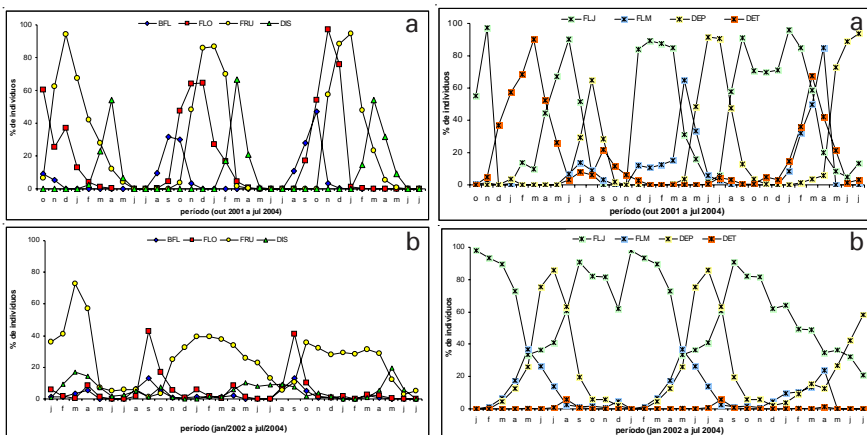 BFL FLO FRU DIS
a
% de indivíduos
100
80
60
40
20
0
o n d j f m a m j j a s o n d j f m a m j j a s o n d j f m a m j j
período (out 2001 a jul 2004)
FLJ FLM DEP DET
a
% de indivíduos
100
80
60
40
20
0
o n d j f m a m j j a s o n d j f m a m j j a s o n d j f m a m j j
período (out 2001 a jul 2004)
BFL FLO FRU DIS
b
% de indivíduos
100
80
60
40
20
0
j f m a m j j a s o n d j f m a m j j a s o n d j f m a m j j
período (jan/2002 a jul/2004)
FLJ FLM DEP DET
b
% de indivíduos
100
80
60
40
20
0
j f m a m j j a s o n d j f m a m j j a s o n d j f m a m j j
período (jan 2002 a jul 2004)